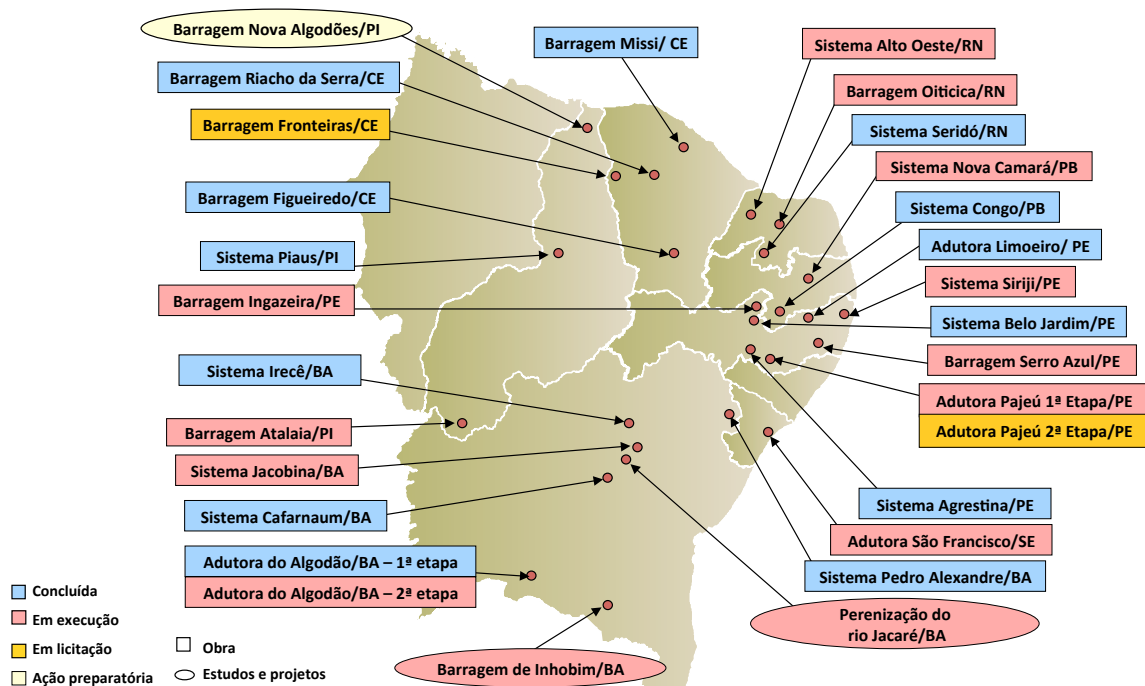 Barragem Nova Algodões/PI
Barragem Missi/ CE
Sistema Alto Oeste/RN
Barragem Riacho da Serra/CE
Barragem Oiticica/RN
Barragem Fronteiras/CE
Sistema Seridó/RN
Sistema Nova Camará/PB
Barragem Figueiredo/CE
Sistema Congo/PB
Sistema Piaus/PI
Adutora Limoeiro/ PE
Sistema Siriji/PE
Barragem Ingazeira/PE
Sistema Belo Jardim/PE
Barragem Serro Azul/PE
Sistema Irecê/BA
Adutora Pajeú 1ª Etapa/PE
Adutora Pajeú 2ª Etapa/PE
Barragem Atalaia/PI
Sistema Jacobina/BA
Sistema Agrestina/PE
Sistema Cafarnaum/BA
Adutora São Francisco/SE
Adutora do Algodão/BA – 1ª etapa
Adutora do Algodão/BA – 2ª etapa
Sistema Pedro Alexandre/BA
Perenização do
rio Jacaré/BA
Barragem de Inhobim/BA
Concluída
Em execução
Em licitação
Ação preparatória
Obra
Estudos e projetos